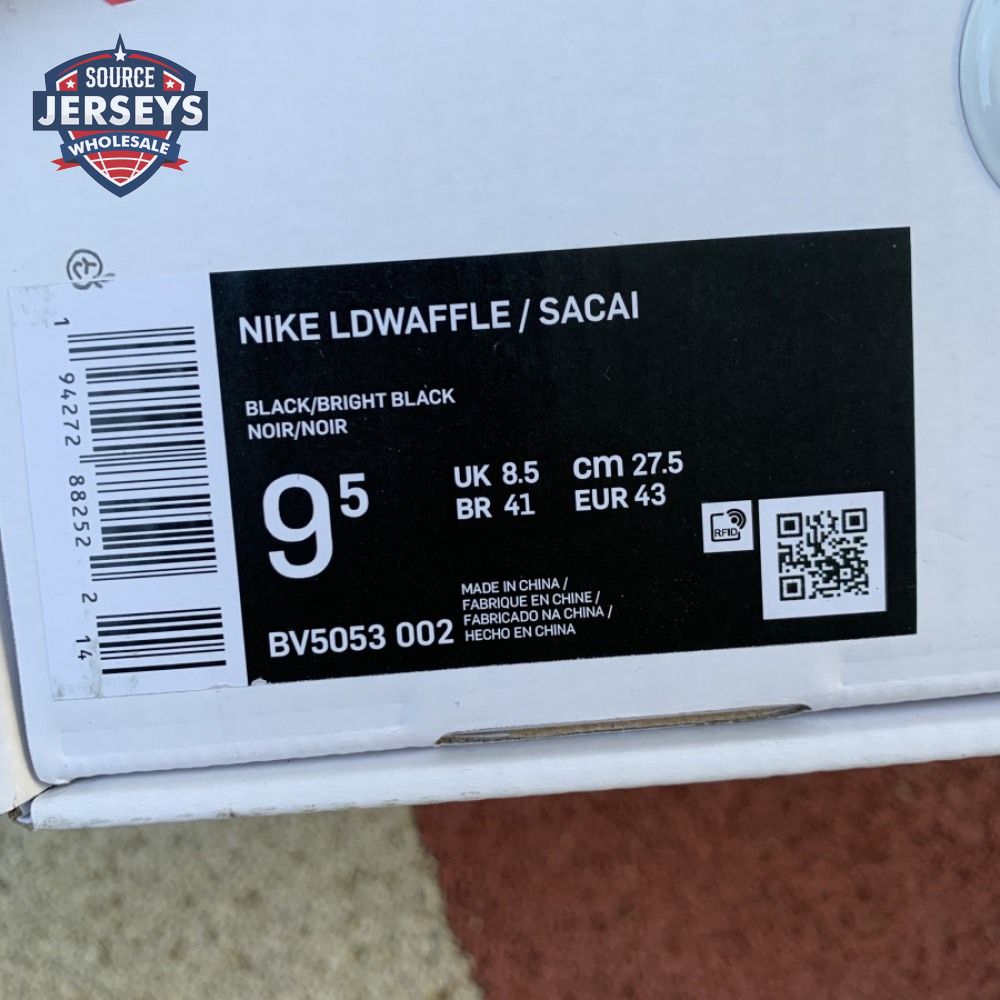 SOURCE
JERSEYS
WHOLESALE
NIKE LDWAFFLE / SACAI
BLACK/BRIGHT BLACK
NOIR/NOIR
9⁵
UK 8.5 cm 27.5
BR 41 EUR 43
RFID
MADE IN CHINA /
FABRIQUE EN CHINE /
FABRICADO NA CHINA /
HECHO EN CHINA
BV5053 002
1 94272 88252 2 14